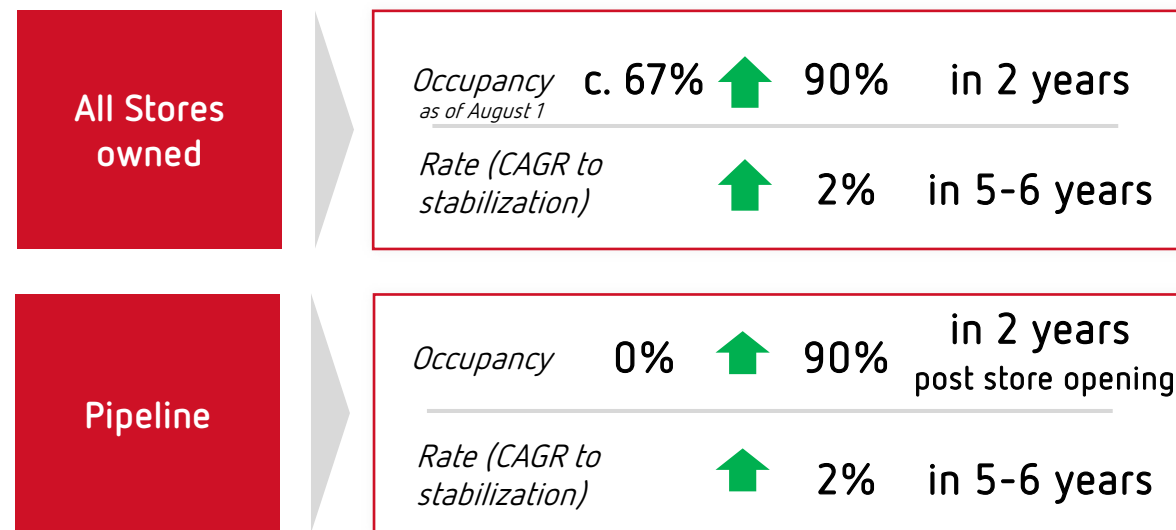 All Stores
owned
Occupancy c. 67% 90% in 2 years
as of August 1
Rate (CAGR to
stabilization) 2% in 5-6 years
Pipeline
Occupancy 0% 90% in 2 years
post store opening
Rate (CAGR to
stabilization) 2% in 5-6 years